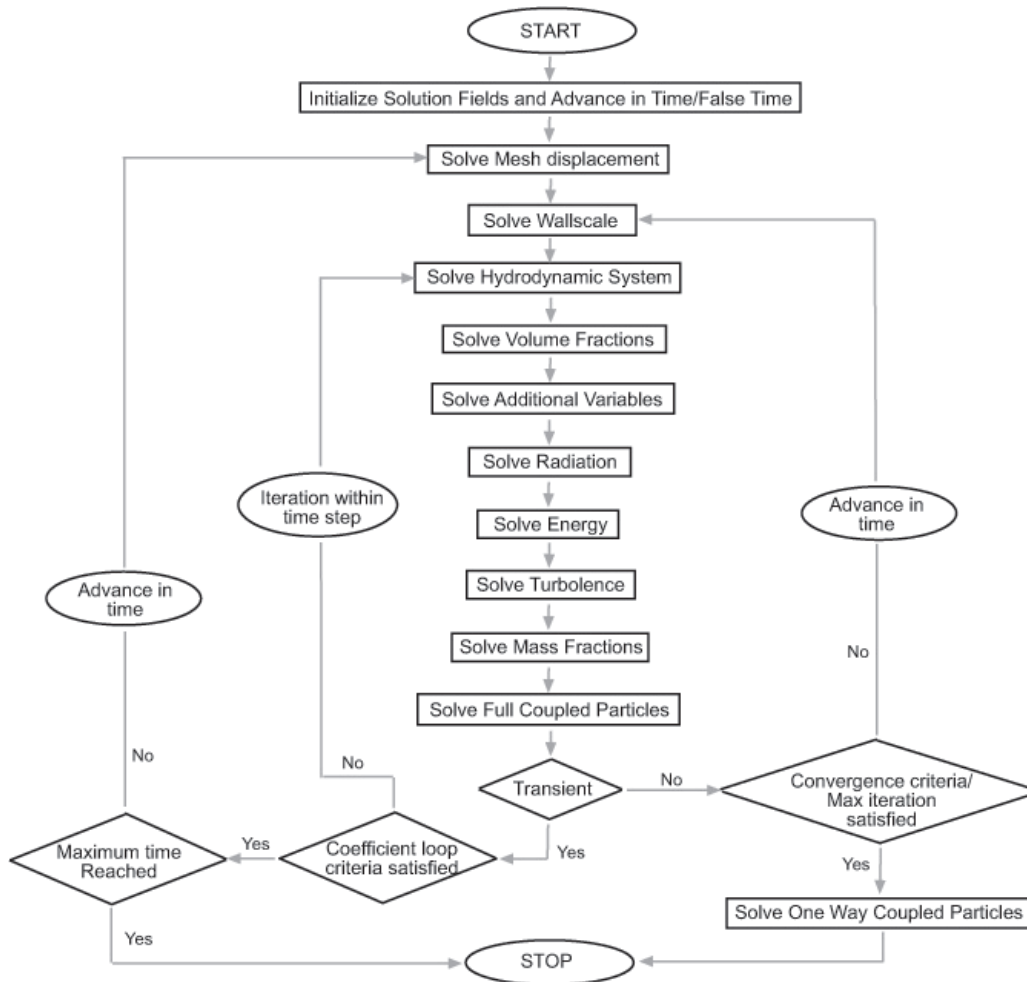 START
Initialize Solution Fields and Advance in Time/False Time
Solve Mesh displacement
Solve Wallscale
Solve Hydrodynamic System
Solve Volume Fractions
Solve Additional Variables
Solve Radiation
Iteration within
time step
Advance in
time
Solve Energy
Solve Turbolence
Advance in
time
Solve Mass Fractions
No
Solve Full Coupled Particles
No
No
Transient
No
Convergence criteria/
Max iteration
satisfied
Maximum time
Reached
Yes
Coefficient loop
criteria satisfied
Yes
Yes
Solve One Way Coupled Particles
Yes
STOP